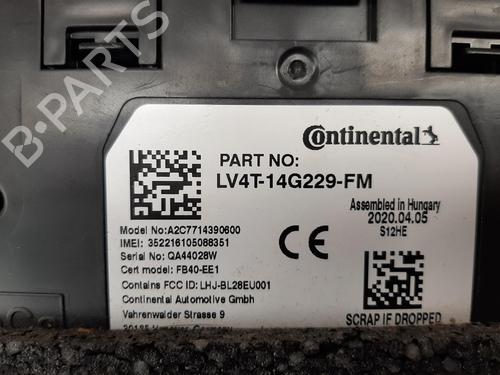 B-PARTS
Continental
PART NO:
LV4T-14G229-FM
Assembled in Hungary
2020.04.05
S12HE
Model No:A2C7714390600
IMEI: 352216105088351
Serial No: QA44028W
Cert model: FB40-EE1
Contains FCC ID: LHJ-BL28EU001
Continental Automotive GmbH
Vahrenwalder Strasse 9
CE
SCRAP IF DROPPED